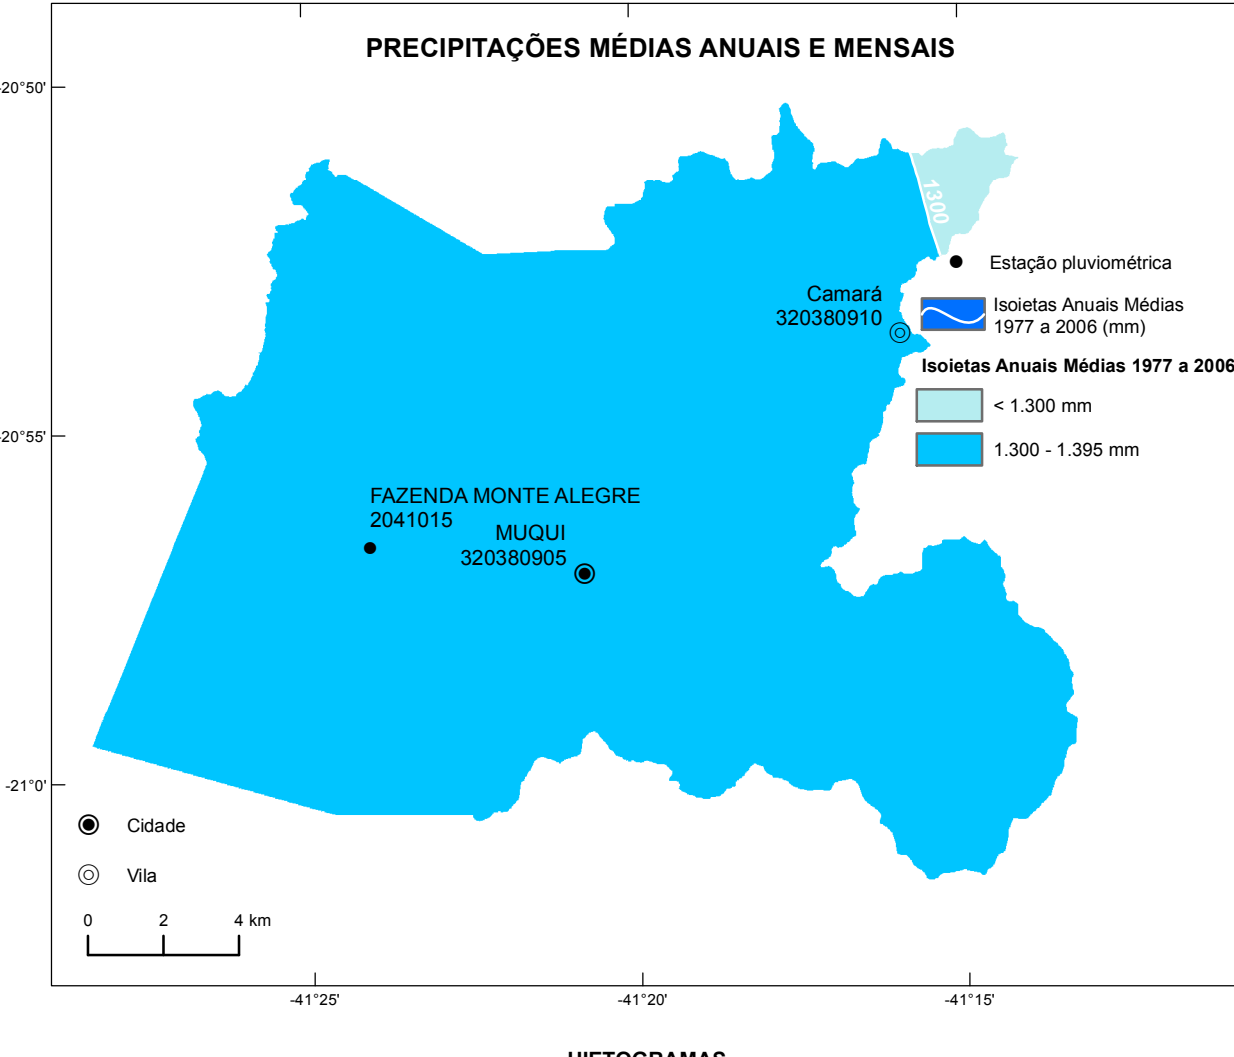 PRECIPITAÇÕES MÉDIAS ANUAIS E MENSAIS
-20°50'
1300
Estação pluviométrica
Camará
320380910
Isoietas Anuais Médias
1977 a 2006 (mm)
Isoietas Anuais Médias 1977 a 2006
< 1.300 mm
-20°55'
1.300 - 1.395 mm
FAZENDA MONTE ALEGRE
2041015
MUQUI
320380905
-21°0'
Cidade
Vila
0 2 4 km
-41°25' -41°20' -41°15'
HIETOGRAMAS